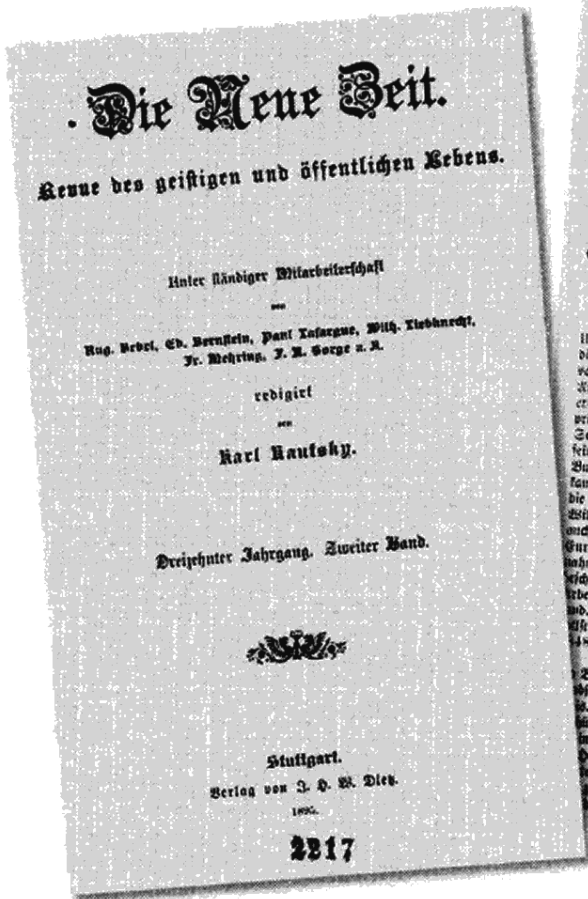 Die Neue Zeit.
Revue des geistigen und öffentlichen Lebens.
Unter ständiger Mitarbeiterschaft
von
Aug. Bebel, Ed. Bernstein, Paul Lafargue, Wilh. Liebknecht,
Fr. Mehring, F. A. Sorge u. A.
redigirt
von
Karl Kautsky.
Dreizehnter Jahrgang. Zweiter Band.
Stuttgart.
Verlag von J. H. W. Dietz.
1895.
2217